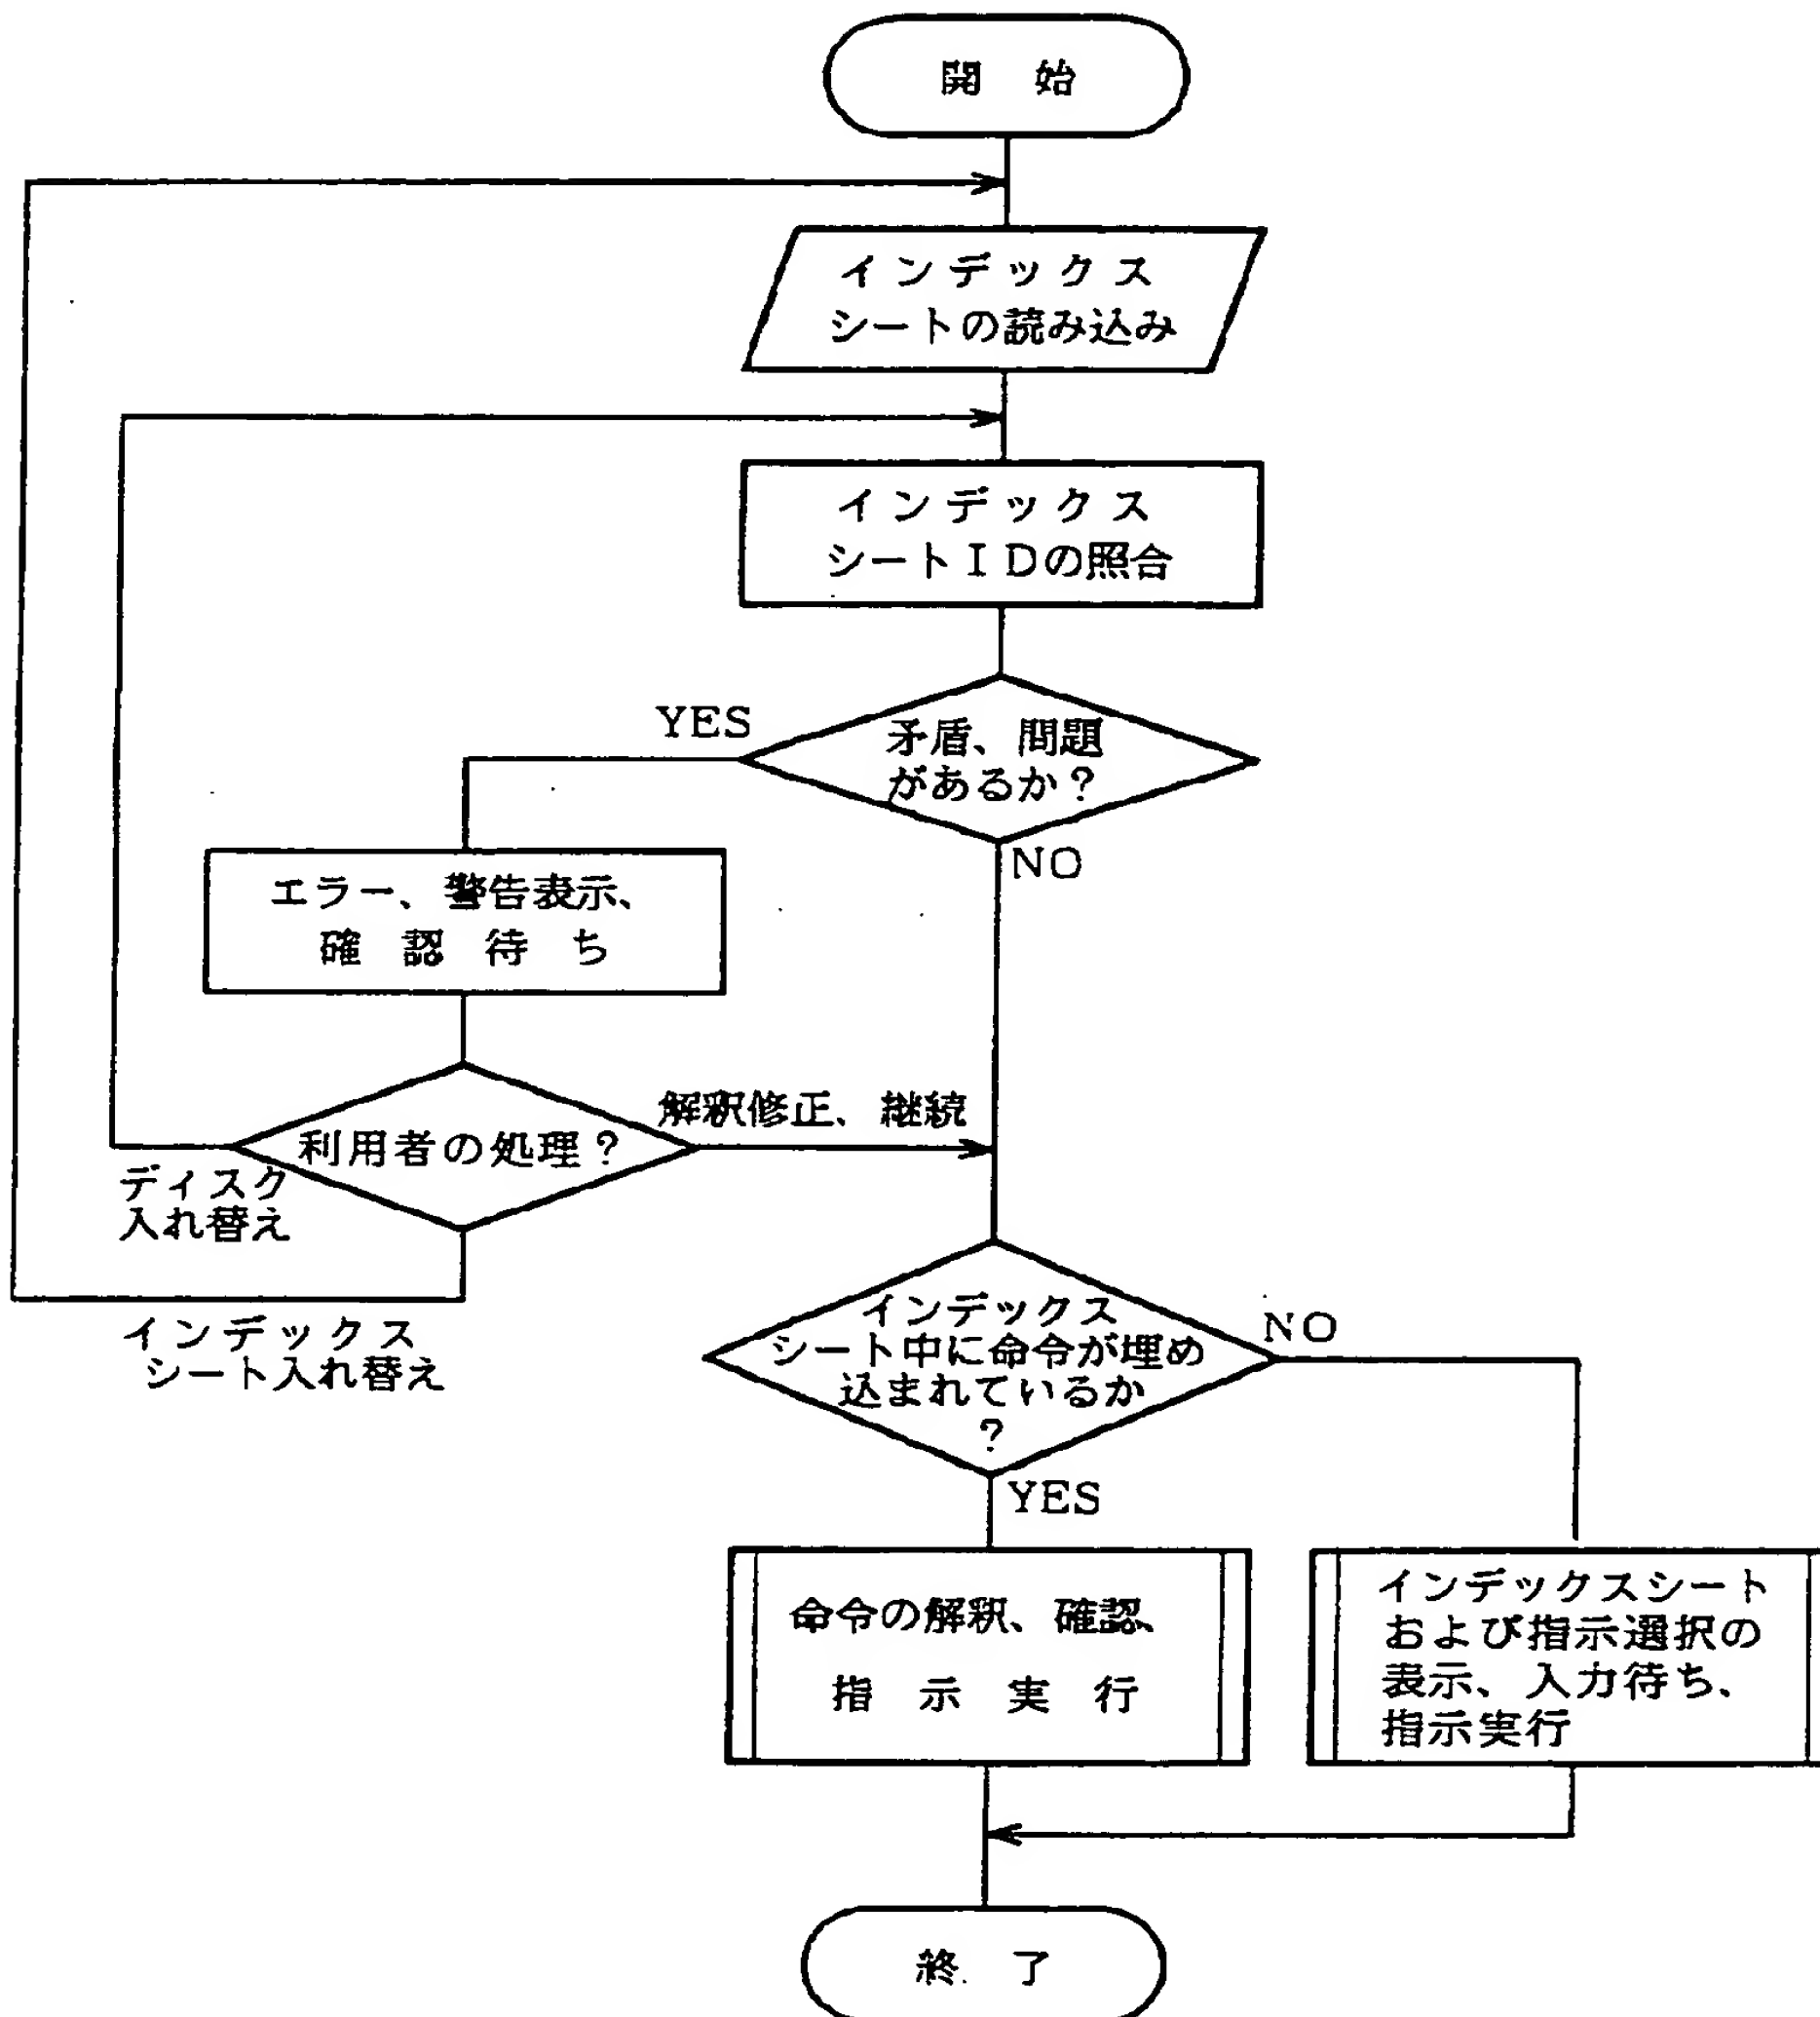 開始
インデックス
シートの読み込み
インデックス
シートIDの照合
YES
矛盾、問題
があるか？
NO
エラー、警告表示、
確認待ち
解釈修正、継続
利用者の処理？
ディスク
入れ替え
インデックス
シート入れ替え
インデックス
シート中に命令が埋め
込まれているか
？
NO
YES
命令の解釈、確認、
指示実行
インデックスシート
および指示選択の
表示、入力待ち、
指示実行
終了